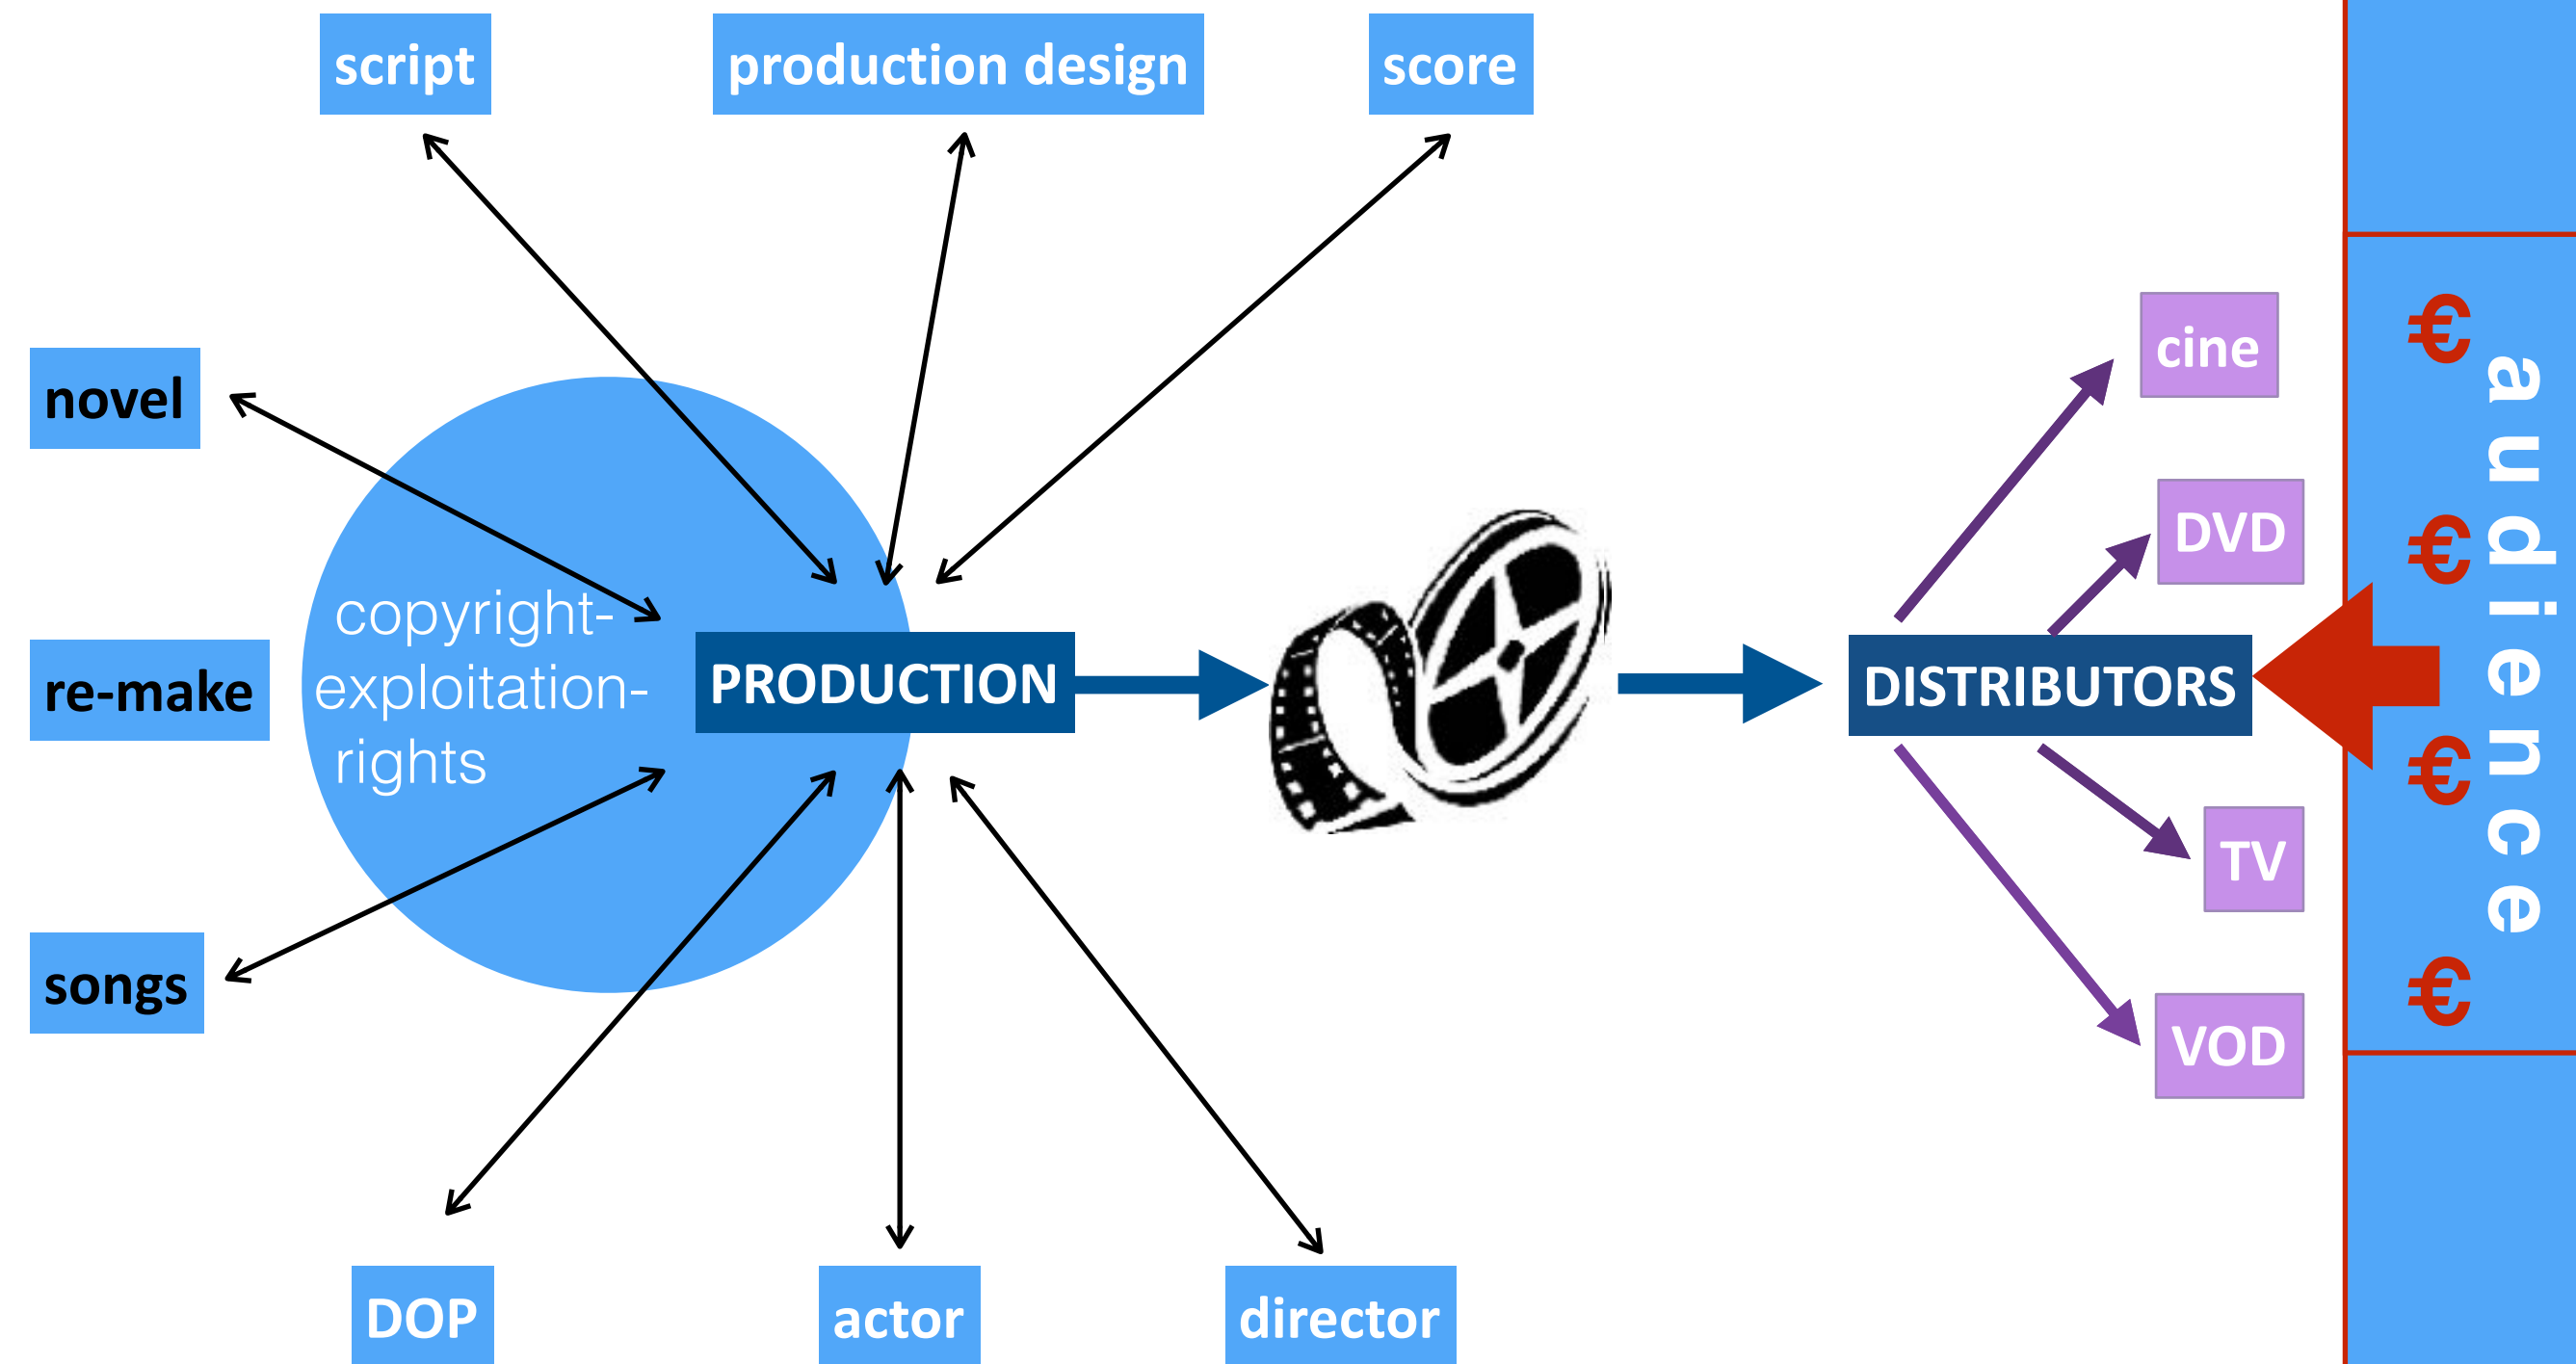 script
production design
score
novel
re-make
songs
copyright-
exploitation-
rights
PRODUCTION
DOP
actor
director
DISTRIBUTORS
cine
DVD
TV
VOD
€
€
€
€
audience